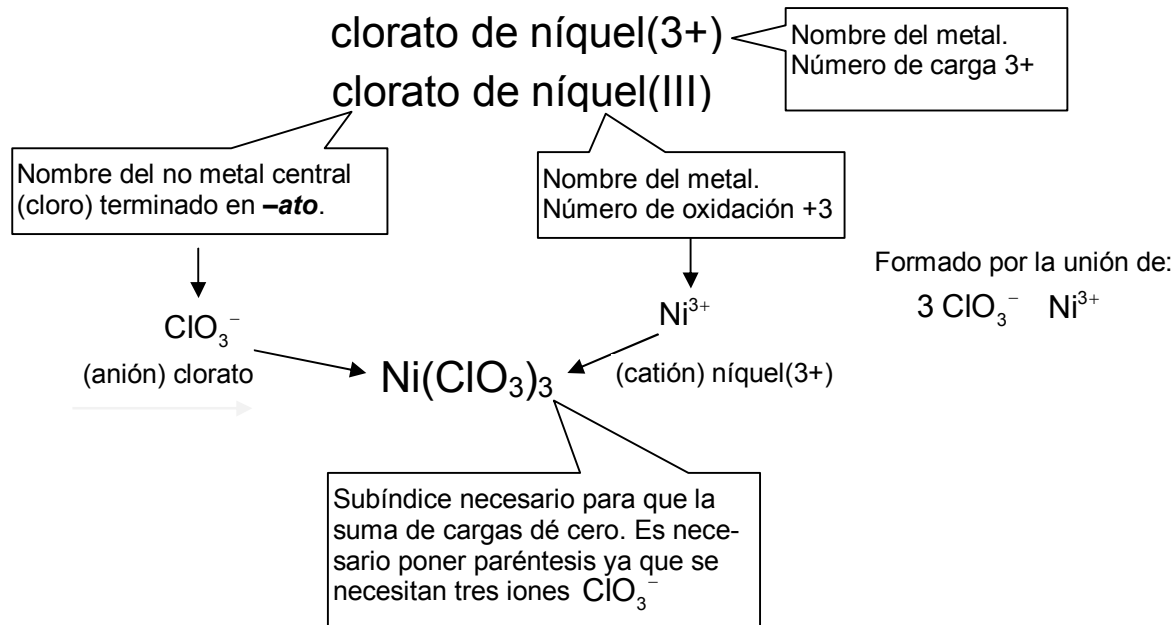 clorato de níquel(3+)
clorato de níquel(III)
Nombre del metal.
Número de carga 3+
Nombre del no metal central
(cloro) terminado en –ato.
Nombre del metal.
Número de oxidación +3
Formado por la unión de:
3 ClO₃⁻ Ni³⁺
ClO₃⁻
(anión) clorato
Ni³⁺
(catión) níquel(3+)
Ni(ClO₃)₃
Subíndice necesario para que la
suma de cargas dé cero. Es nece-
sario poner paréntesis ya que se
necesitan tres iones ClO₃⁻